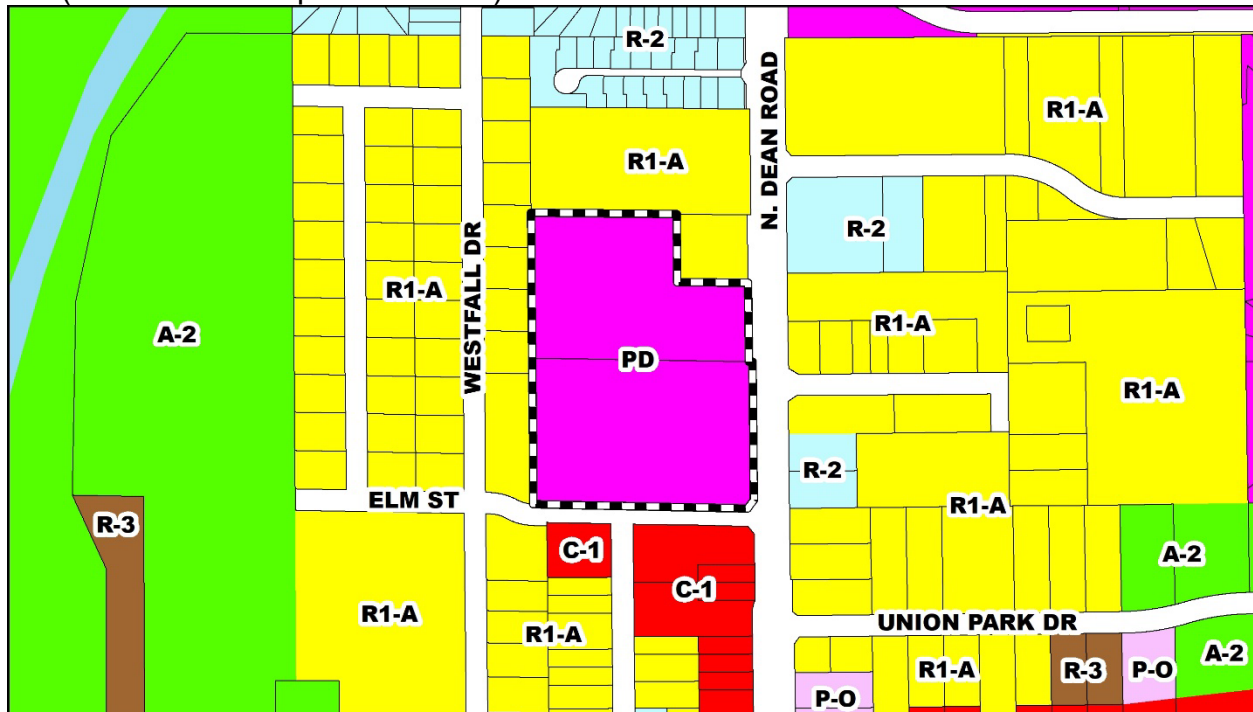 R-2
N. DEAN ROAD
R1-A
R1-A
R-2
WESTFALL DR
R1-A
A-2
R1-A
PD
R1-A
R-2
ELM ST
R-3
R1-A
C-1
A-2
C-1
R1-A
R1-A
UNION PARK DR
R1-A
R-3
P-O
A-2
P-O